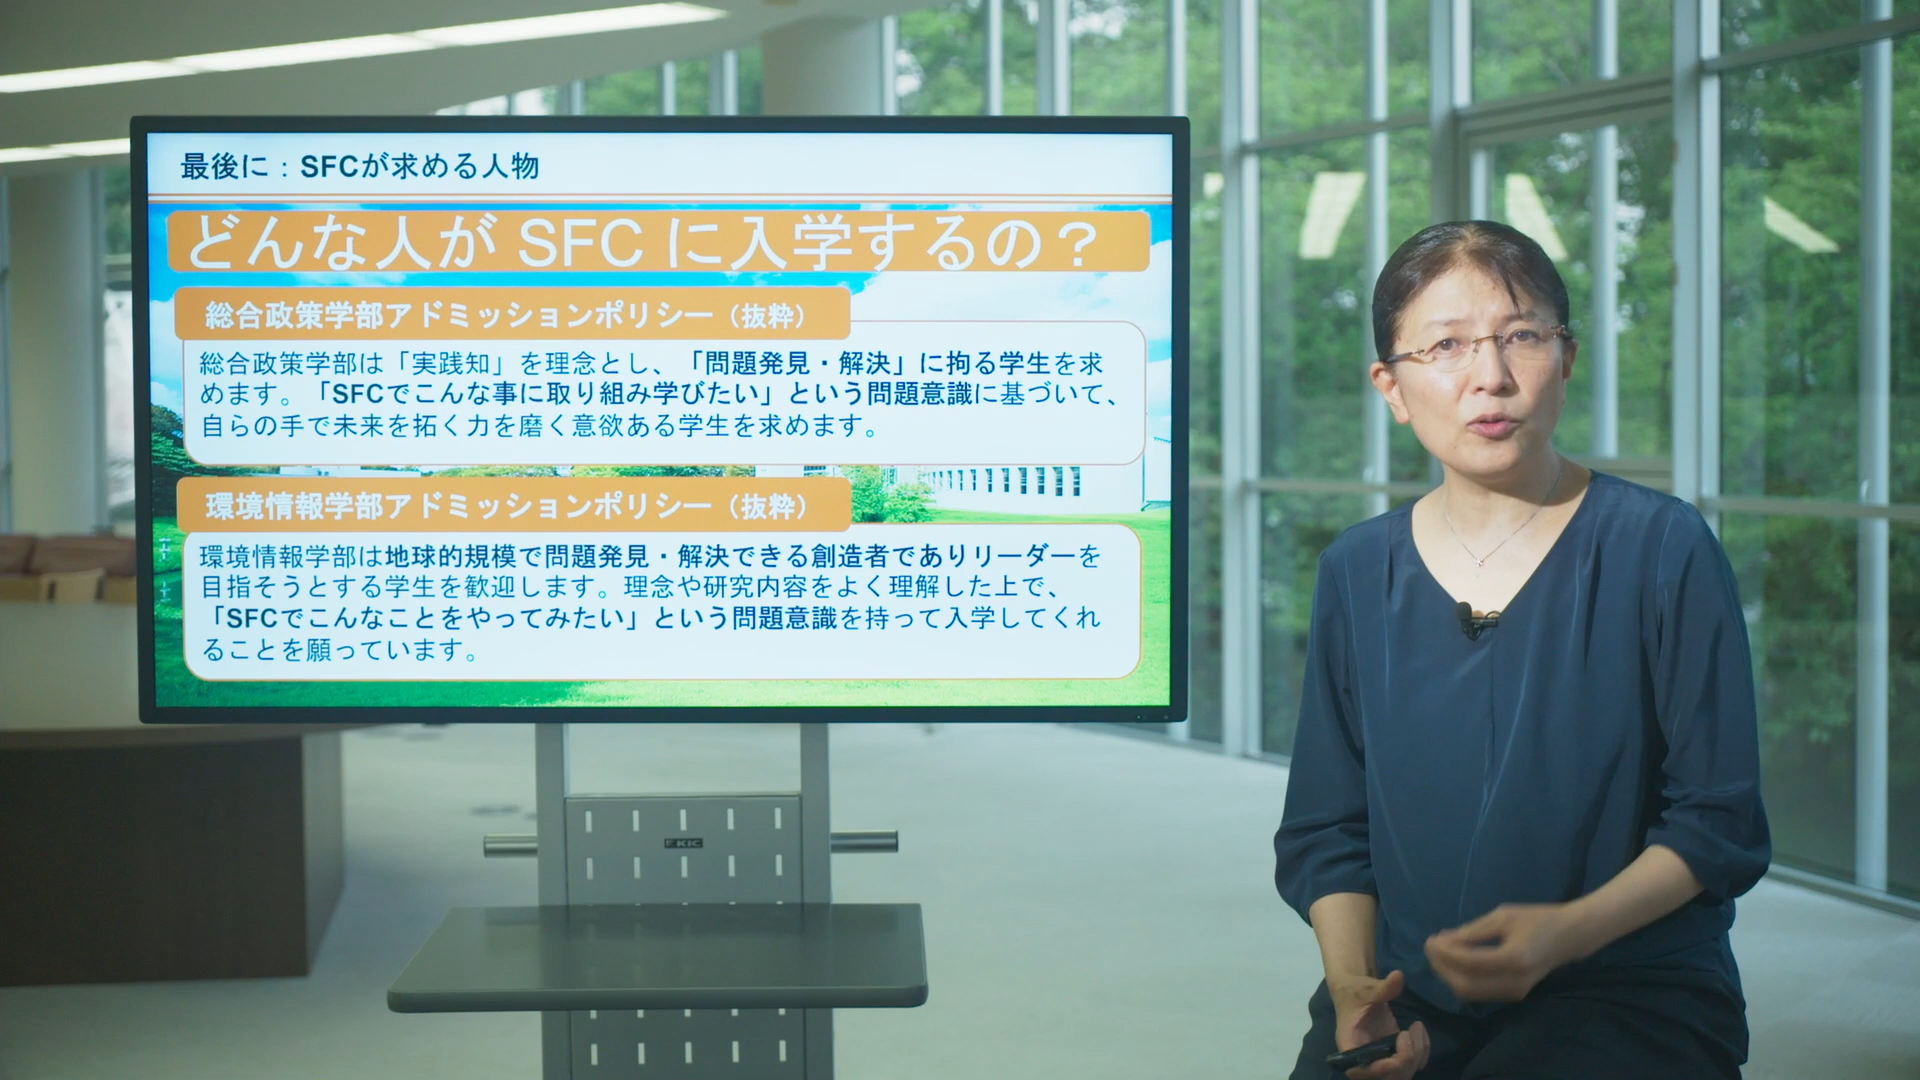 最後に：SFCが求める人物
どんな人が SFC に入学するの？
総合政策学部アドミッションポリシー（抜粋）
総合政策学部は「実践知」を理念とし、「問題発見・解決」に拘る学生を求
めます。「SFCでこんな事に取り組み学びたい」という問題意識に基づいて、
自らの手で未来を拓く力を磨く意欲ある学生を求めます。
環境情報学部アドミッションポリシー（抜粋）
環境情報学部は地球的規模で問題発見・解決できる創造者でありリーダーを
目指そうとする学生を歓迎します。理念や研究内容をよく理解した上で、
「SFCでこんなことをやってみたい」という問題意識を持って入学してくれ
ることを願っています。
KIC